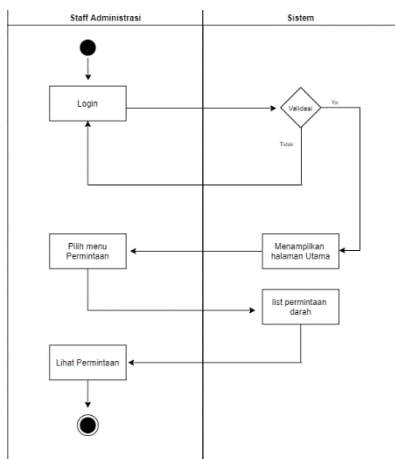 Staff Administrasi
Sistem
Login
Validasi
Ya
Tidak
Pilih menu
Permintaan
Menampilkan
halaman Utama
list permintaan
darah
Lihat Permintaan